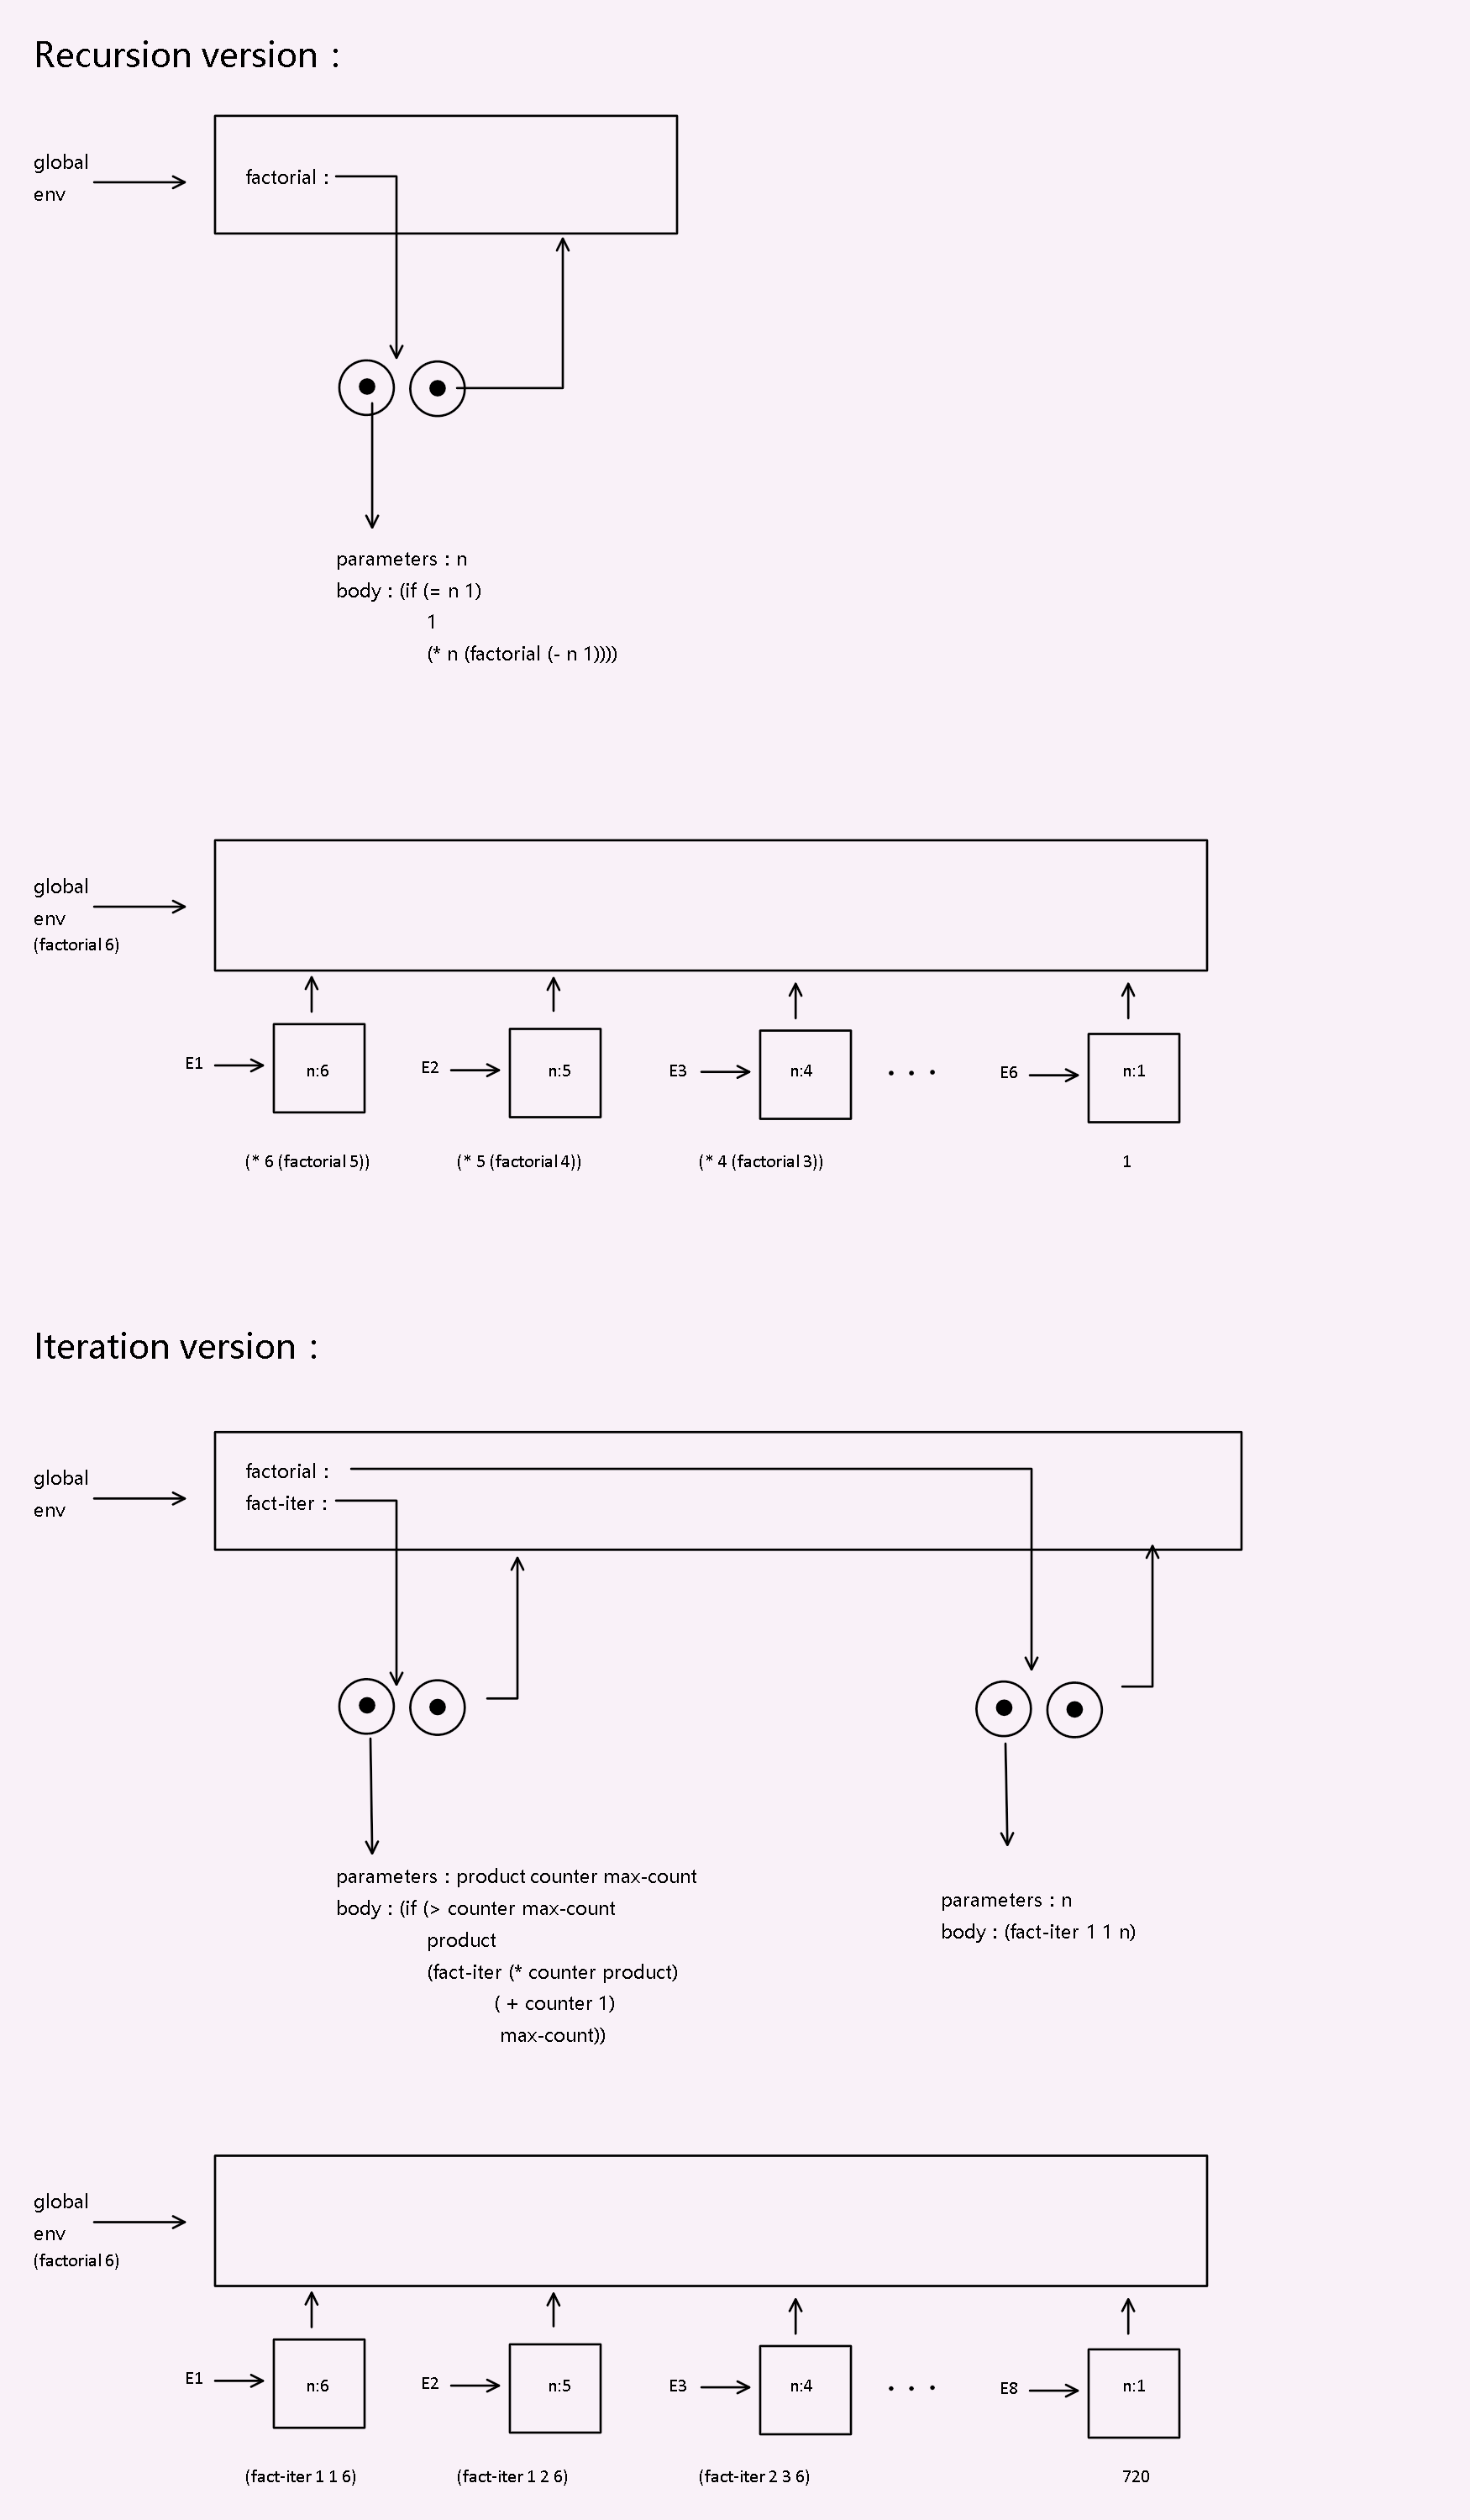 Recursion version :
global
env
factorial :
parameters : n
body : (if (= n 1)
1
(* n (factorial (- n 1))))
global
env
(factorial 6)
E1
n:6
E2
n:5
E3
n:4
. . .
E6
n:1
(* 6 (factorial 5))
(* 5 (factorial 4))
(* 4 (factorial 3))
1
Iteration version :
global
env
factorial :
fact-iter :
parameters : product counter max-count
body : (if (> counter max-count
product
(fact-iter (* counter product)
( + counter 1)
max-count))
parameters : n
body : (fact-iter 1 1 n)
global
env
(factorial 6)
E1
n:6
E2
n:5
E3
n:4
. . .
E8
n:1
(fact-iter 1 1 6)
(fact-iter 1 2 6)
(fact-iter 2 3 6)
720